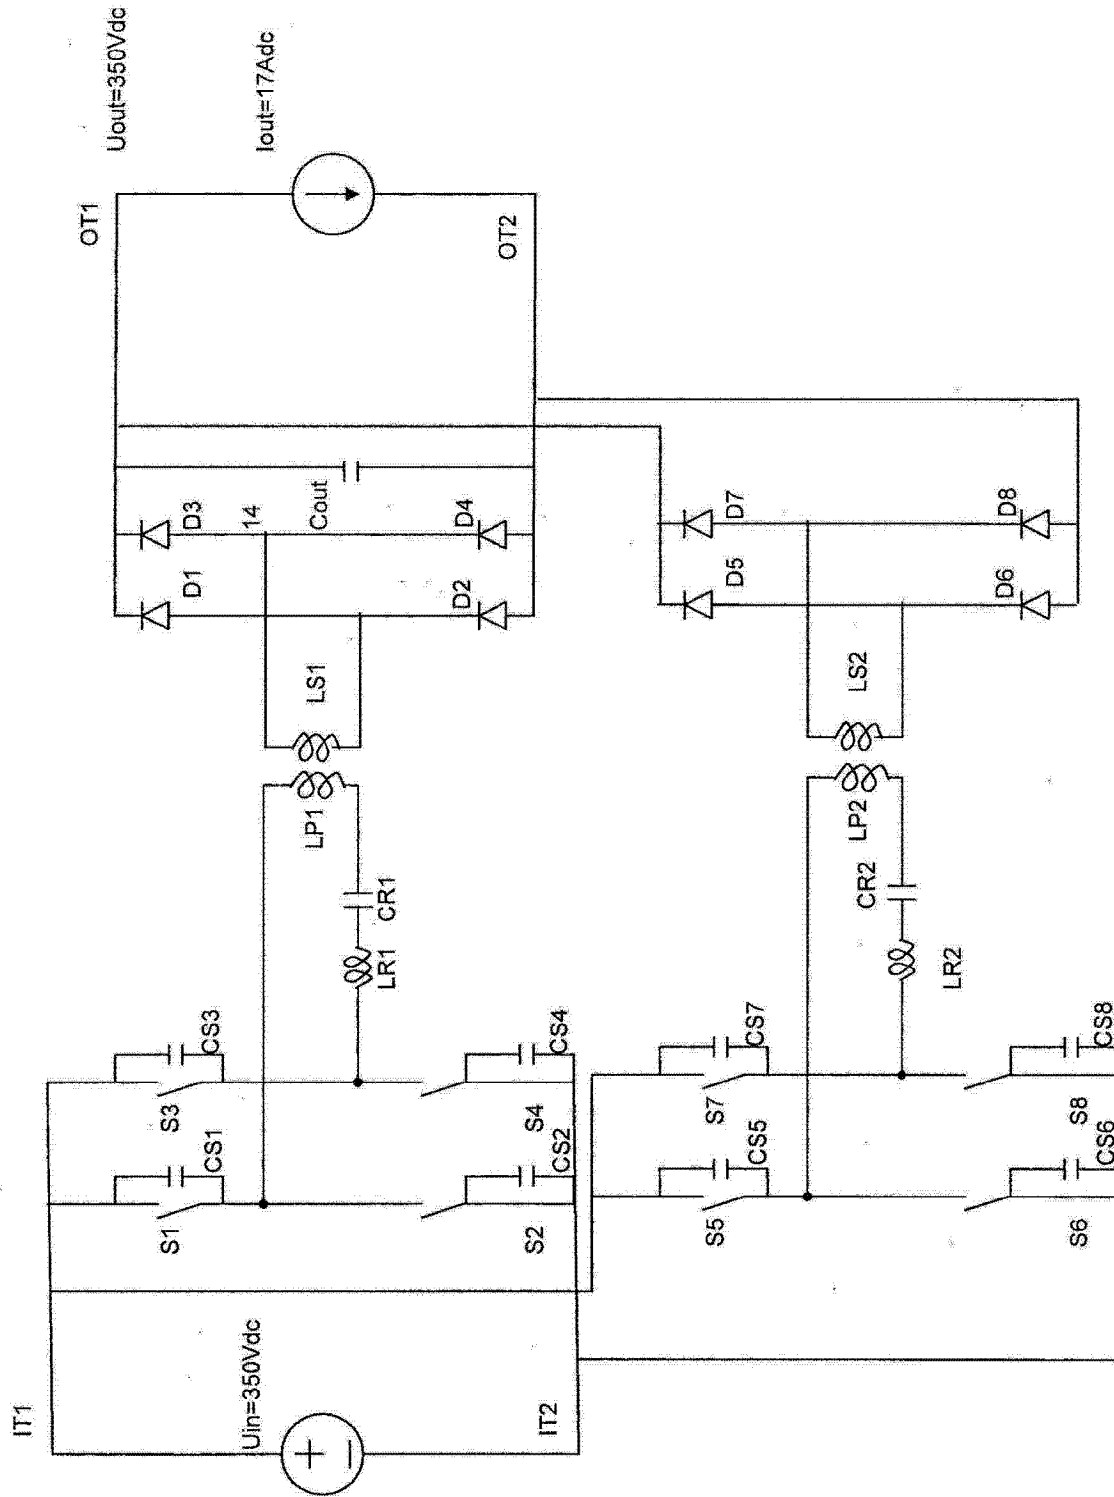 Uout=350Vdc
Iout=17Adc
OT1
OT2
D3
14
Cout
D4
D1
D2
D7
D8
D5
D6
LS1
LS2
LP1
LP2
CR1
LR1
CR2
LR2
CS3
CS4
S3
S4
CS1
CS2
S1
S2
CS7
CS8
S7
S8
CS5
CS6
S5
S6
Uin=350Vdc
IT1
IT2